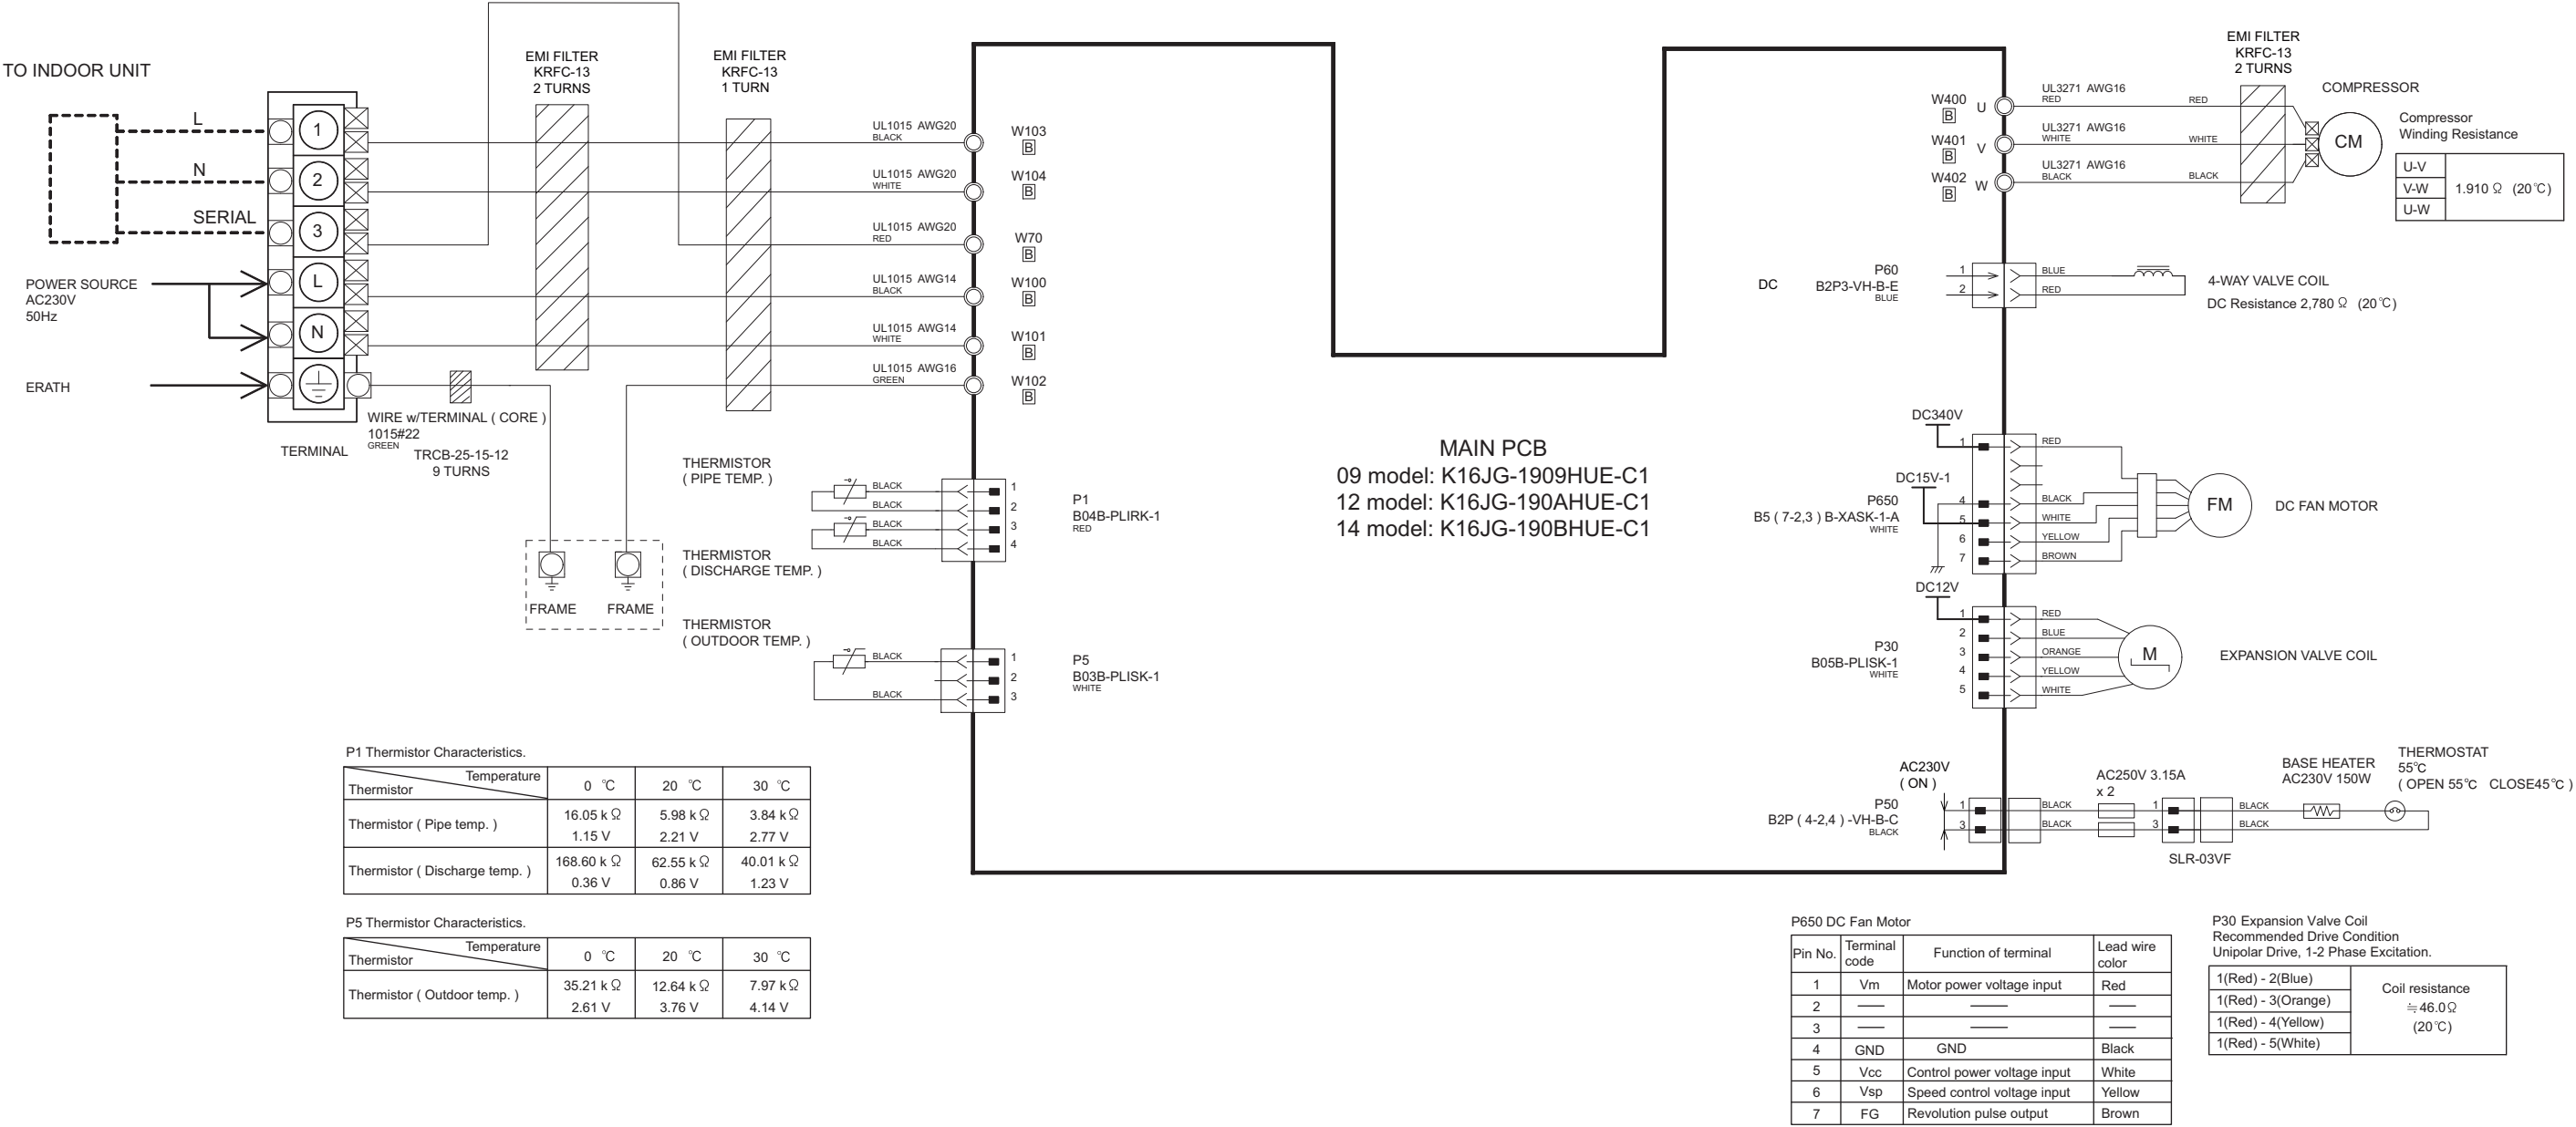 TO INDOOR UNIT
L
N
SERIAL
POWER SOURCE
AC230V
50Hz
ERATH
1
2
3
L
N
TERMINAL
WIRE w/TERMINAL ( CORE )
1015#22
GREEN
TRCB-25-15-12
9 TURNS
EMI FILTER
KRFC-13
2 TURNS
EMI FILTER
KRFC-13
1 TURN
FRAME
FRAME
UL1015 AWG20
BLACK
W103
B
UL1015 AWG20
WHITE
W104
B
UL1015 AWG20
RED
W70
B
UL1015 AWG14
BLACK
W100
B
UL1015 AWG14
WHITE
W101
B
UL1015 AWG16
GREEN
W102
B
THERMISTOR
( PIPE TEMP. )
BLACK
BLACK
BLACK
BLACK
1
2
3
4
P1
B04B-PLIRK-1
RED
THERMISTOR
( DISCHARGE TEMP. )
THERMISTOR
( OUTDOOR TEMP. )
BLACK
BLACK
1
2
3
P5
B03B-PLISK-1
WHITE
MAIN PCB
09 model: K16JG-1909HUE-C1
12 model: K16JG-190AHUE-C1
14 model: K16JG-190BHUE-C1
EMI FILTER
KRFC-13
2 TURNS
COMPRESSOR
W400
B
U
UL3271 AWG16
RED
RED
W401
B
V
UL3271 AWG16
WHITE
WHITE
W402
B
W
UL3271 AWG16
BLACK
BLACK
CM
Compressor
Winding Resistance
U-V
V-W
U-W
1.910 Ω (20℃)
DC
P60
B2P3-VH-B-E
BLUE
1
2
BLUE
RED
4-WAY VALVE COIL
DC Resistance 2,780 Ω (20℃)
DC340V
DC15V-1
P650
B5 ( 7-2,3 ) B-XASK-1-A
WHITE
1
4
5
6
7
RED
BLACK
WHITE
YELLOW
BROWN
FM
DC FAN MOTOR
DC12V
P30
B05B-PLISK-1
WHITE
1
2
3
4
5
RED
BLUE
ORANGE
YELLOW
WHITE
M
EXPANSION VALVE COIL
AC230V
( ON )
P50
B2P ( 4-2,4 ) -VH-B-C
BLACK
1
3
BLACK
BLACK
AC250V 3.15A
x 2
1
3
SLR-03VF
BLACK
BLACK
BASE HEATER
AC230V 150W
THERMOSTAT
55℃
( OPEN 55℃ CLOSE45℃ )
P1 Thermistor Characteristics.
Temperature
Thermistor
0 ℃
20 ℃
30 ℃
Thermistor ( Pipe temp. )
16.05 k Ω
5.98 k Ω
3.84 k Ω
1.15 V
2.21 V
2.77 V
Thermistor ( Discharge temp. )
168.60 k Ω
62.55 k Ω
40.01 k Ω
0.36 V
0.86 V
1.23 V
P5 Thermistor Characteristics.
Temperature
Thermistor
0 ℃
20 ℃
30 ℃
Thermistor ( Outdoor temp. )
35.21 k Ω
12.64 k Ω
7.97 k Ω
2.61 V
3.76 V
4.14 V
P650 DC Fan Motor
Pin No.
Terminal
code
Function of terminal
Lead wire
color
1 Vm Motor power voltage input Red
2 — — —
3 — — —
4 GND GND Black
5 Vcc Control power voltage input White
6 Vsp Speed control voltage input Yellow
7 FG Revolution pulse output Brown
P30 Expansion Valve Coil
Recommended Drive Condition
Unipolar Drive, 1-2 Phase Excitation.
1(Red) - 2(Blue)
1(Red) - 3(Orange)
1(Red) - 4(Yellow)
1(Red) - 5(White)
Coil resistance
≒46.0Ω
(20℃)